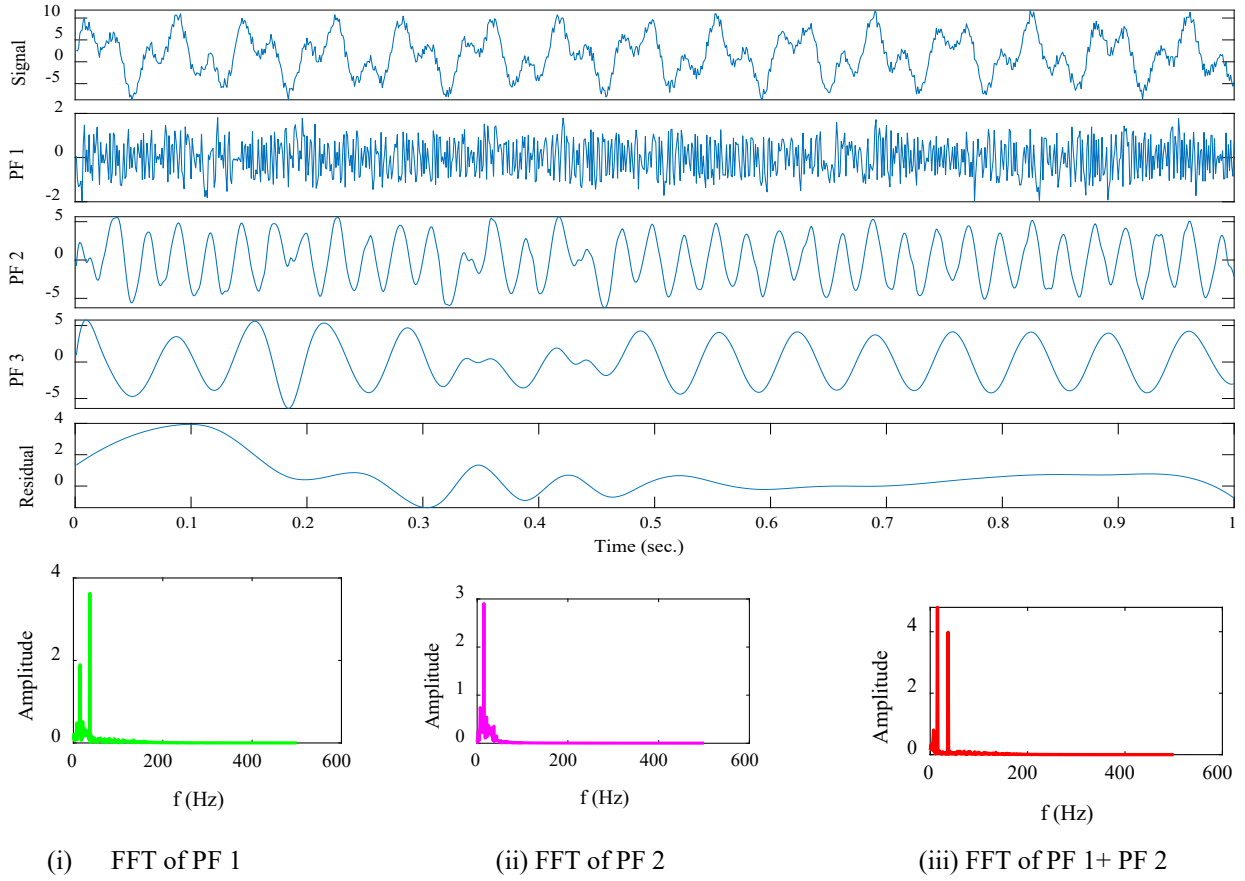 10
5
0
-5
Signal
2
0
-2
PF 1
5
0
-5
PF 2
5
0
-5
PF 3
4
2
0
Residual
0 0.1 0.2 0.3 0.4 0.5 0.6 0.7 0.8 0.9 1
Time (sec.)
4
2
0
Amplitude
0 200 400 600
f (Hz)
3
2
1
0
Amplitude
0 200 400 600
f (Hz)
4
2
0
Amplitude
0 200 400 600
f (Hz)
(i) FFT of PF 1
(ii) FFT of PF 2
(iii) FFT of PF 1+ PF 2